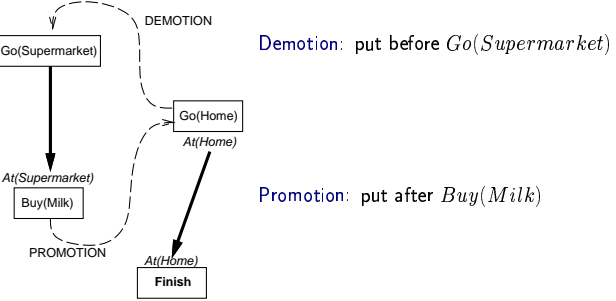 DEMOTION
Go(Supermarket)
Demotion: put before Go(Supermarket)
Go(Home)
At(Home)
At(Supermarket)
Buy(Milk)
Promotion: put after Buy(Milk)
PROMOTION
At(Home)
Finish